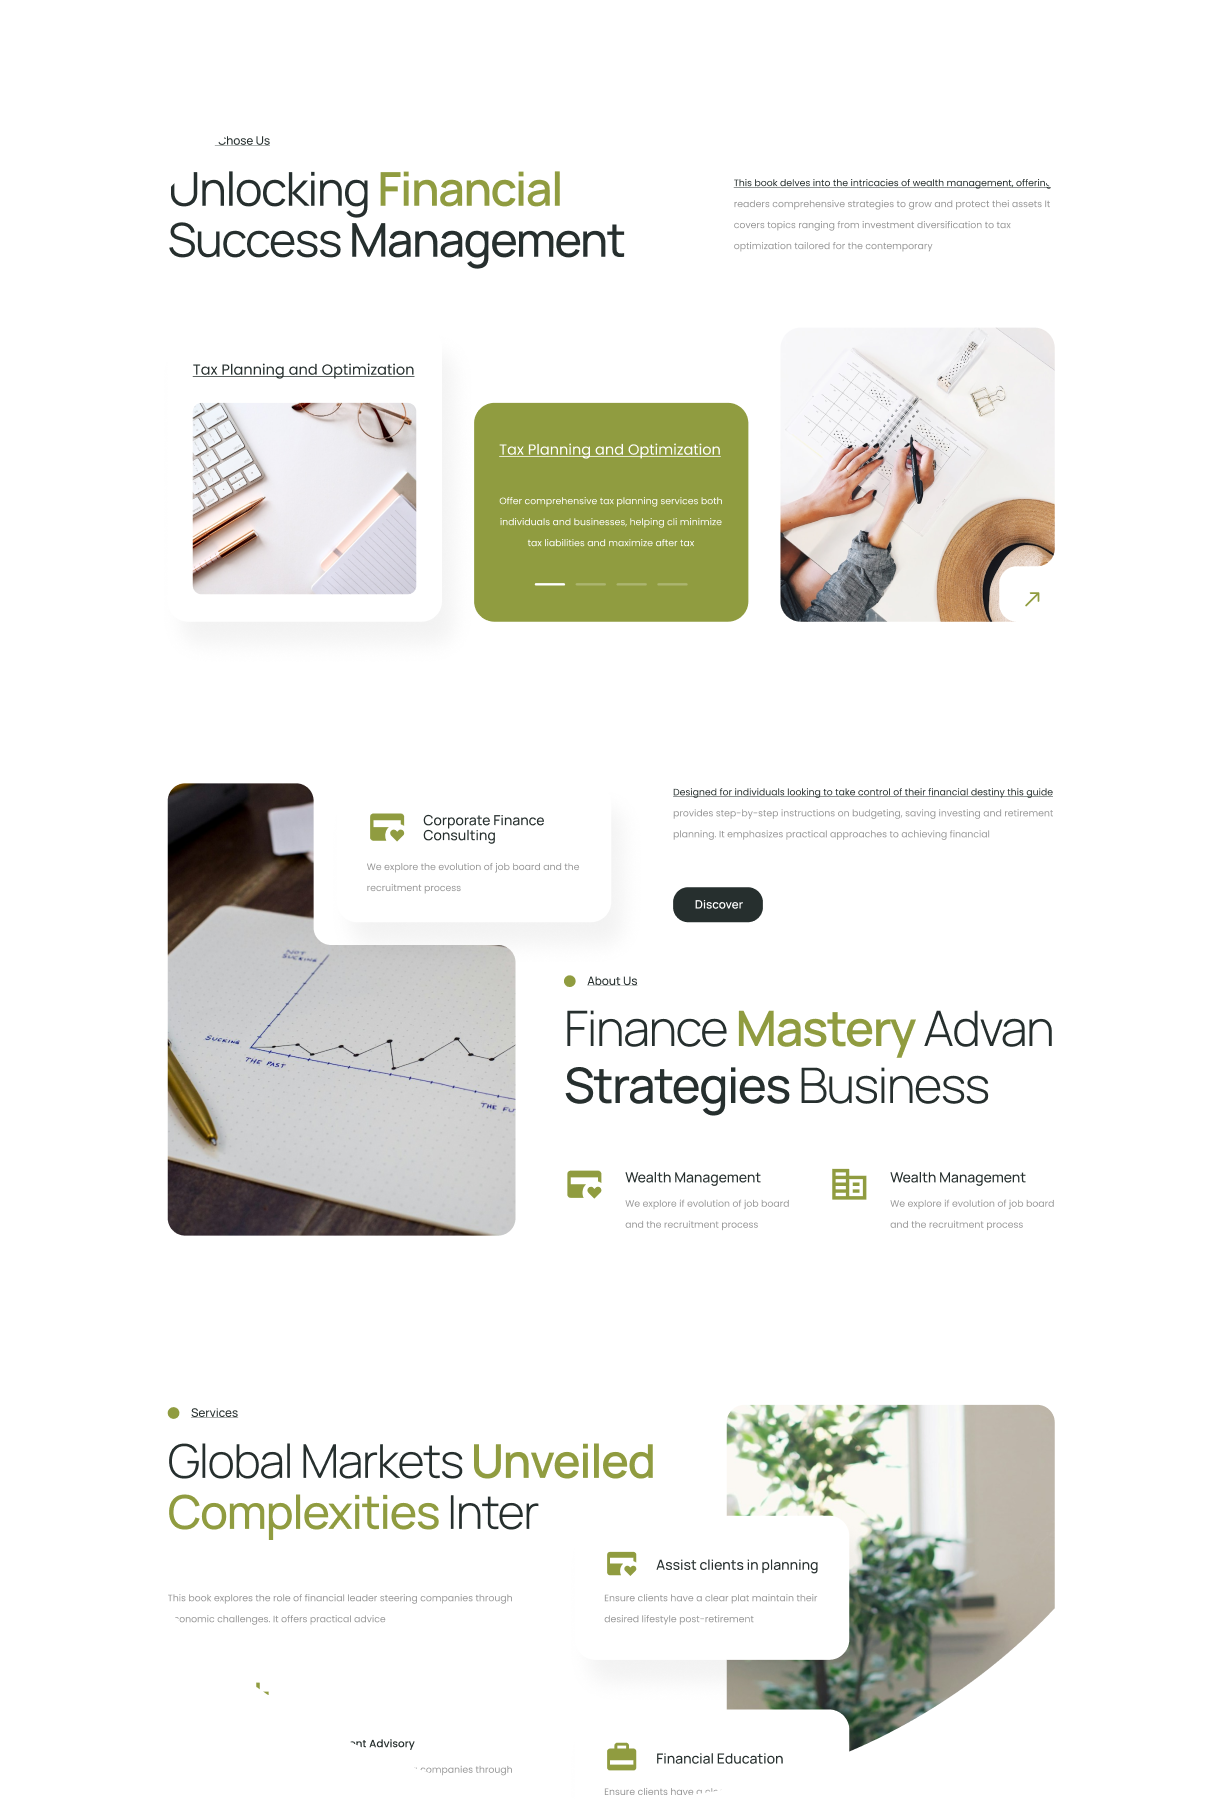 Chose Us
Unlocking Financial
Success Management
This book delves into the intricacies of wealth management, offering
readers comprehensive strategies to grow and protect thei assets It
covers topics ranging from investment diversification to tax
optimization tailored for the contemporary
Tax Planning and Optimization
Tax Planning and Optimization
Offer comprehensive tax planning services both
individuals and businesses, helping cli minimize
tax liabilities and maximize after tax
Corporate Finance
Consulting
We explore the evolution of job board and the
recruitment process
Designed for individuals looking to take control of their financial destiny this guide
provides step-by-step instructions on budgeting, saving investing and retirement
planning. It emphasizes practical approaches to achieving financial
Discover
NOT
SUCKING
SUCKING
THE PAST
THE FU
About Us
Finance Mastery Advan
Strategies Business
Wealth Management
We explore if evolution of job board
and the recruitment process
Wealth Management
We explore if evolution of job board
and the recruitment process
Services
Global Markets Unveiled
Complexities Inter
This book explores the role of financial leader steering companies through
onomic challenges. It offers practical advice
Assist clients in planning
Ensure clients have a clear plat maintain their
desired lifestyle post-retirement
nt Advisory
companies through
Financial Education
Ensure clients have a